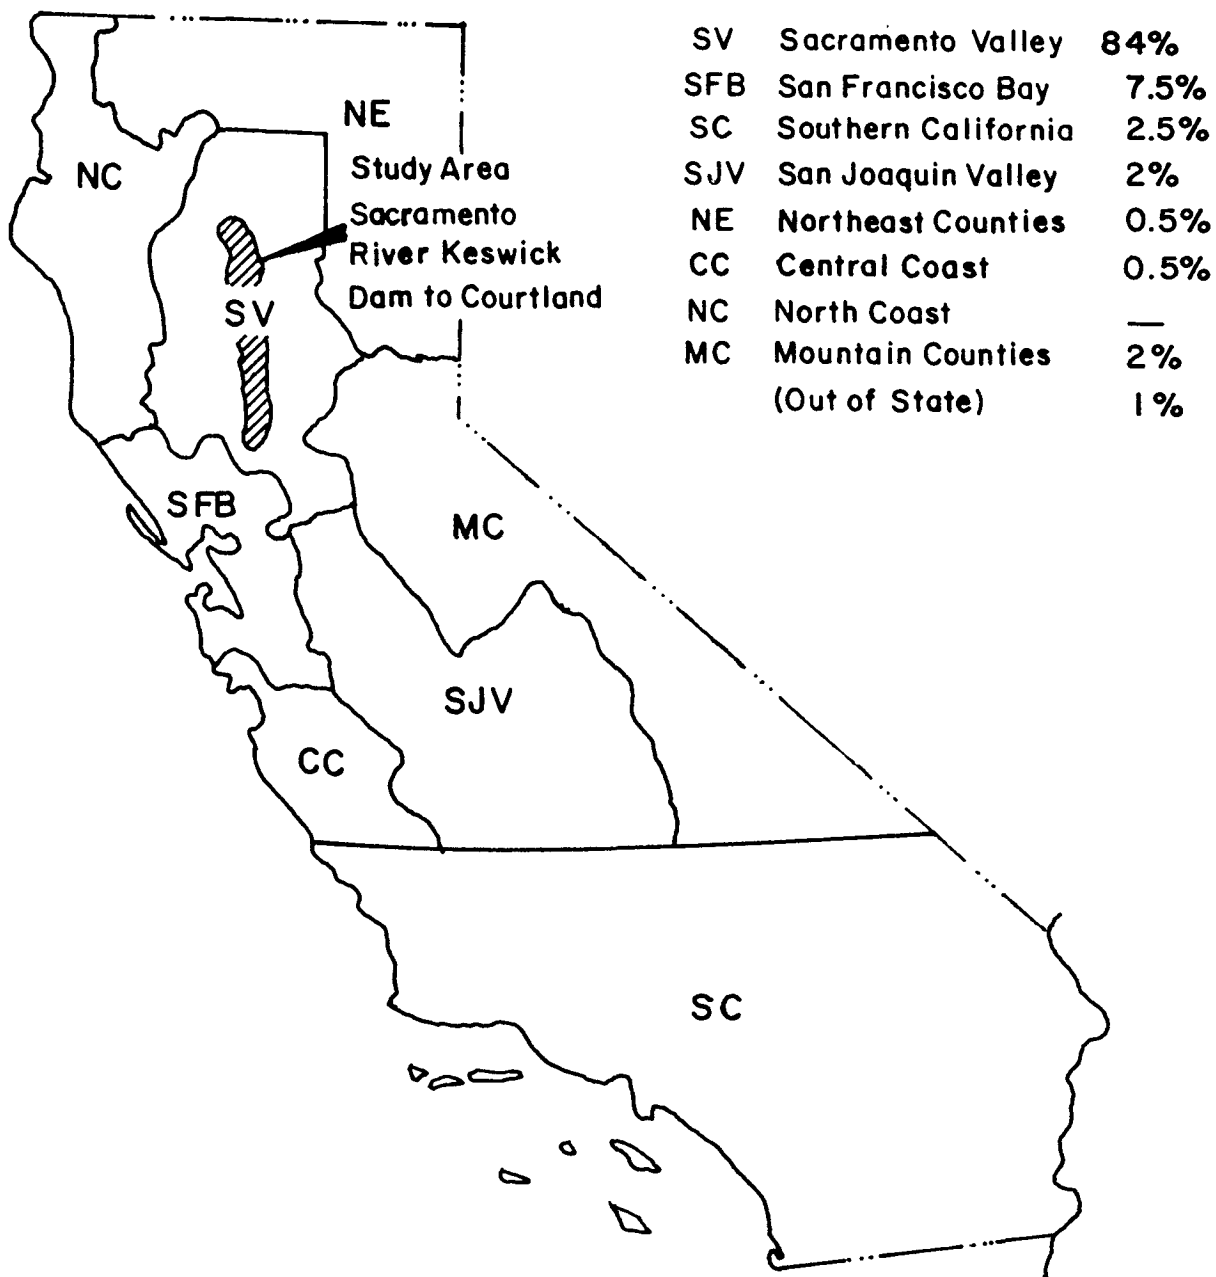 SV Sacramento Valley 84%
SFB San Francisco Bay 7.5%
SC Southern California 2.5%
SJV San Joaquin Valley 2%
NE Northeast Counties 0.5%
CC Central Coast 0.5%
NC North Coast —
MC Mountain Counties 2%
(Out of State) 1%
NE
NC
Study Area
Sacramento
River Keswick
Dam to Courtland
SV
SFB
MC
SJV
CC
SC